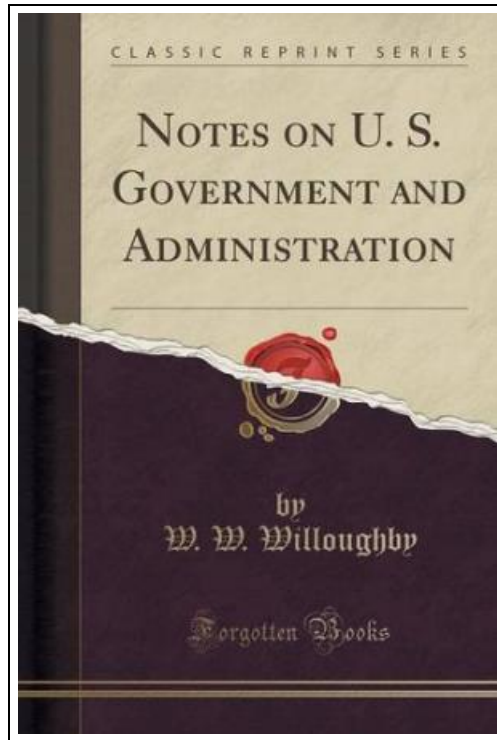 CLASSIC REPRINT SERIES
NOTES ON U. S.
GOVERNMENT AND
ADMINISTRATION
by
W. W. Willoughby
Forgotten Books